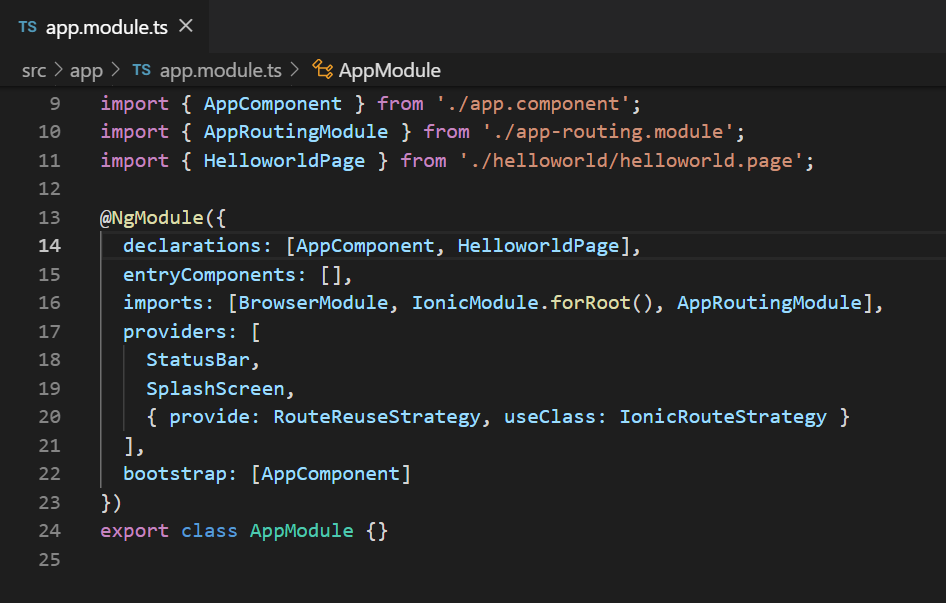 TS app.module.ts ×
src > app > TS app.module.ts > AppModule
9 import { AppComponent } from './app.component';
10 import { AppRoutingModule } from './app-routing.module';
11 import { HelloworldPage } from './helloworld/helloworld.page';
12
13 @NgModule({
14   declarations: [AppComponent, HelloworldPage],
15   entryComponents: [],
16   imports: [BrowserModule, IonicModule.forRoot(), AppRoutingModule],
17   providers: [
18     StatusBar,
19     SplashScreen,
20     { provide: RouteReuseStrategy, useClass: IonicRouteStrategy }
21   ],
22   bootstrap: [AppComponent]
23 })
24 export class AppModule {}
25